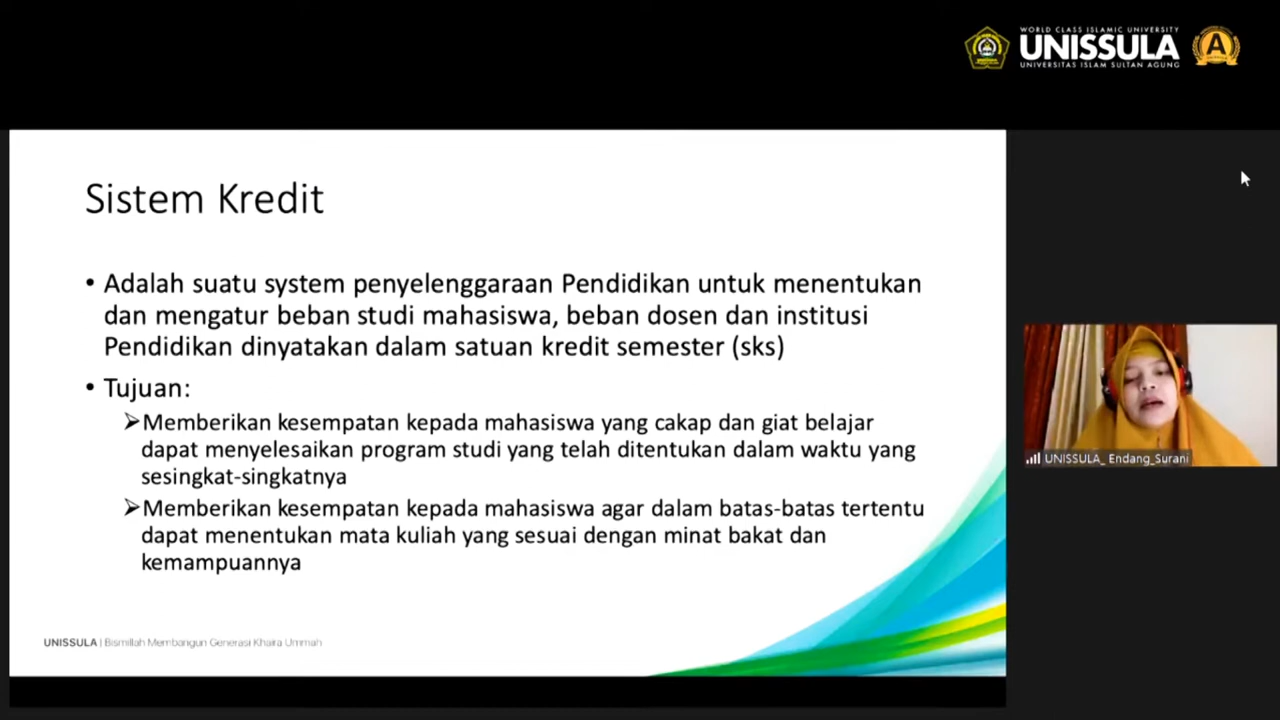 WORLD CLASS ISLAMIC UNIVERSITY
UNISSULA
UNIVERSITAS ISLAM SULTAN AGUNG
A
Sistem Kredit
• Adalah suatu system penyelenggaraan Pendidikan untuk menentukan
dan mengatur beban studi mahasiswa, beban dosen dan institusi
Pendidikan dinyatakan dalam satuan kredit semester (sks)
• Tujuan:
➢Memberikan kesempatan kepada mahasiswa yang cakap dan giat belajar
dapat menyelesaikan program studi yang telah ditentukan dalam waktu yang
sesingkat-singkatnya
➢Memberikan kesempatan kepada mahasiswa agar dalam batas-batas tertentu
dapat menentukan mata kuliah yang sesuai dengan minat bakat dan
kemampuannya
UNISSULA_ Endang_Surani
UNISSULA | Bismillah Membangun Generasi Khaira Ummah